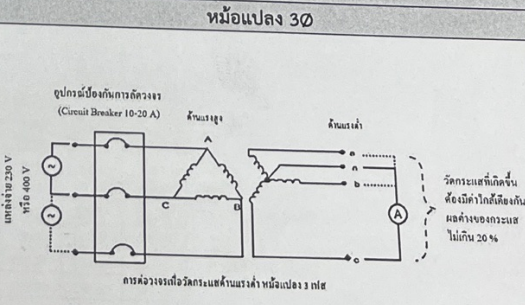 หม้อแปลง 3Ø
อุปกรณ์ป้องกันการลัดวงจร
(Circuit Breaker 10-20 A)
ด้านแรงสูง
ด้านแรงต่ำ
แหล่งจ่าย 230 V
หรือ 400 V
A
C
B
a
n
b
c
A
วัดกระแสที่เกิดขึ้น
ต้องมีค่าใกล้เคียงกัน
ผลต่างของกระแส
ไม่เกิน 20 %
การต่อวงจรเพื่อวัดกระแสด้านแรงต่ำ หม้อแปลง 3 เฟส